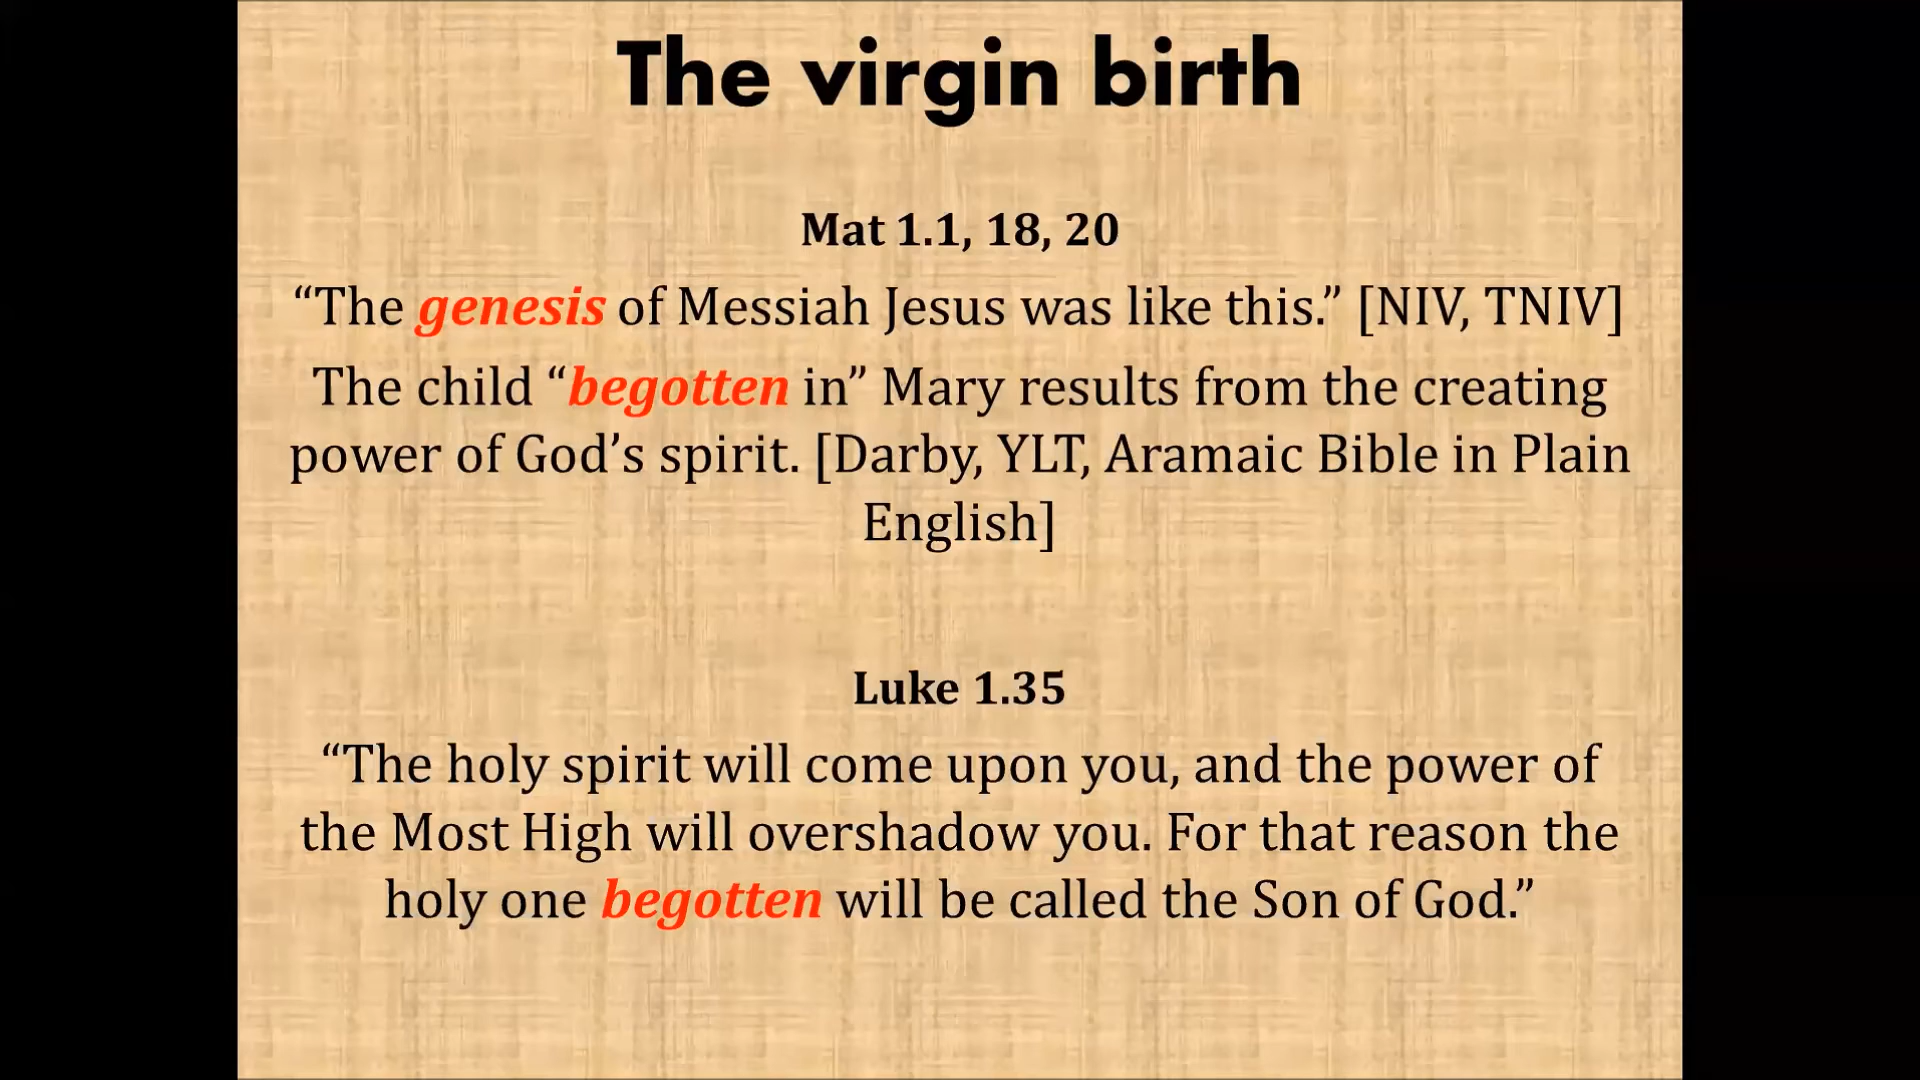 The virgin birth
Mat 1.1, 18, 20
“The genesis of Messiah Jesus was like this.” [NIV, TNIV]
The child “begotten in” Mary results from the creating
power of God’s spirit. [Darby, YLT, Aramaic Bible in Plain
English]
Luke 1.35
“The holy spirit will come upon you, and the power of
the Most High will overshadow you. For that reason the
holy one begotten will be called the Son of God.”